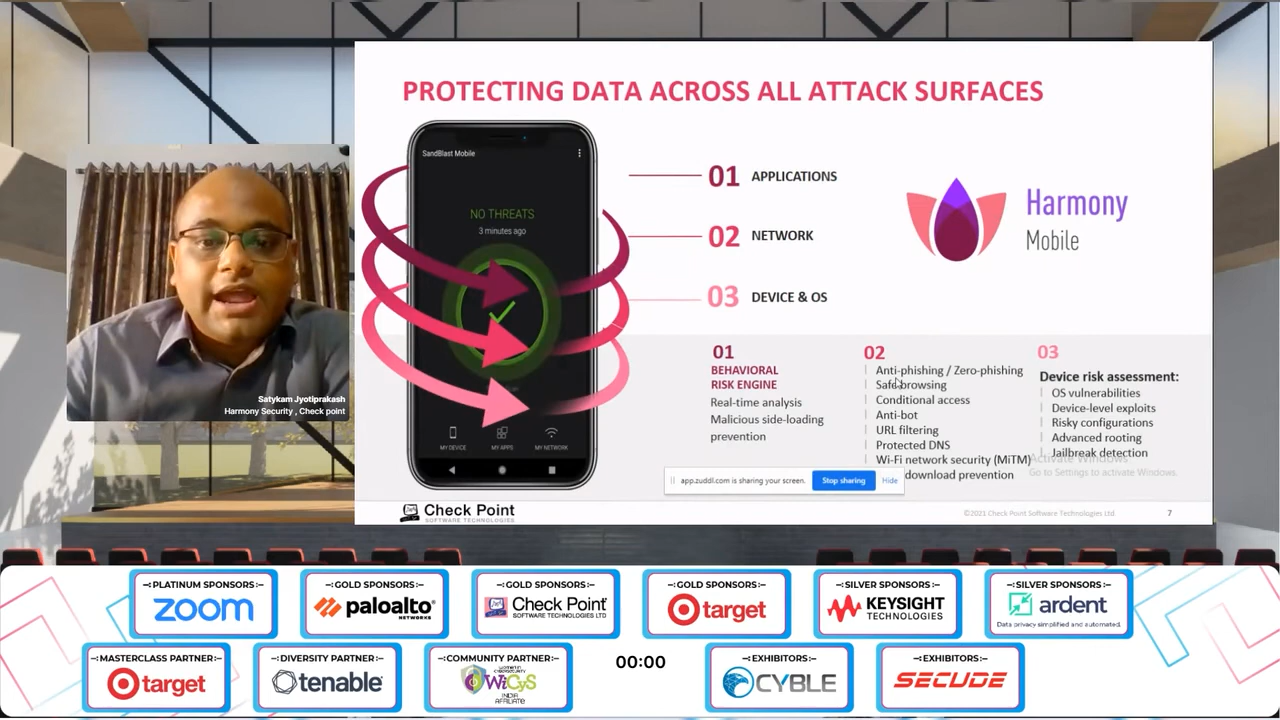 PROTECTING DATA ACROSS ALL ATTACK SURFACES
SandBlast Mobile
NO THREATS
3 minutes ago
MY DEVICE
MY APPS
MY NETWORK
01 APPLICATIONS
02 NETWORK
03 DEVICE & OS
Harmony
Mobile
01
BEHAVIORAL
RISK ENGINE
Real-time analysis
Malicious side-loading
prevention
02
Anti-phishing / Zero-phishing
Safe browsing
Conditional access
Anti-bot
URL filtering
Protected DNS
Wi-Fi network security (MiTM)
download prevention
03
Device risk assessment:
OS vulnerabilities
Device-level exploits
Risky configurations
Advanced rooting
Jailbreak detection
Activate Windows
Go to Settings to activate Windows.
app.zuddl.com is sharing your screen.
Stop sharing
Hide
Check Point
SOFTWARE TECHNOLOGIES
©2021 Check Point Software Technologies Ltd
7
Satykam Jyotiprakash
Harmony Security , Check point
PLATINUM SPONSORS:
zoom
GOLD SPONSORS:
paloalto
NETWORKS
GOLD SPONSORS:
Check Point
SOFTWARE TECHNOLOGIES LTD
GOLD SPONSORS:
target
SILVER SPONSORS:
KEYSIGHT
TECHNOLOGIES
SILVER SPONSORS:
ardent
Data privacy simplified and automated.
MASTERCLASS PARTNER:
target
DIVERSITY PARTNER:
tenable
COMMUNITY PARTNER:
WiCyS
INDIA
AFFILIATE
00:00
EXHIBITORS:
CYBLE
EXHIBITORS:
SECUDE